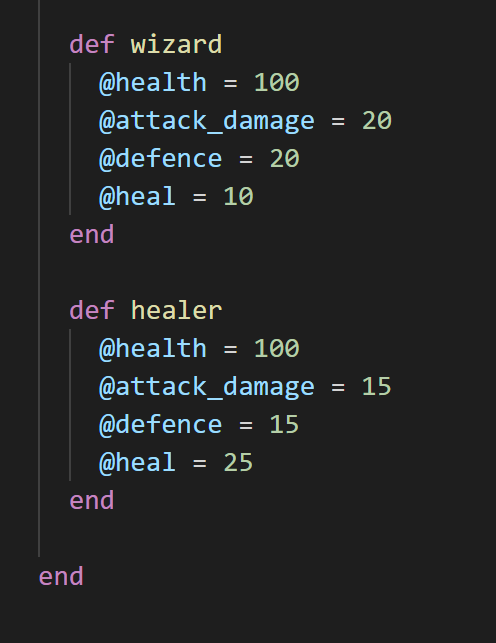 def wizard
@health = 100
@attack_damage = 20
@defence = 20
@heal = 10
end
def healer
@health = 100
@attack_damage = 15
@defence = 15
@heal = 25
end
end